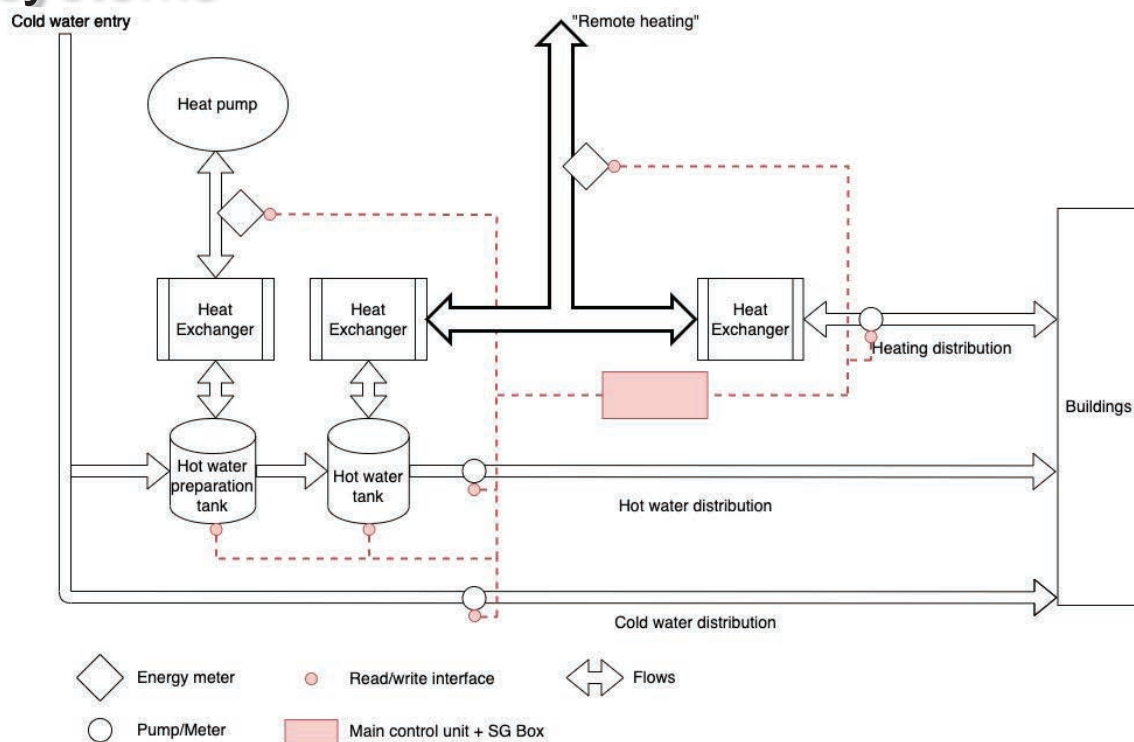 Cold water entry
"Remote heating"
Heat pump
Heat
Exchanger
Heat
Exchanger
Heat
Exchanger
Heating distribution
Buildings
Hot water
preparation
tank
Hot water
tank
Hot water distribution
Cold water distribution
Energy meter
Read/write interface
Flows
Pump/Meter
Main control unit + SG Box